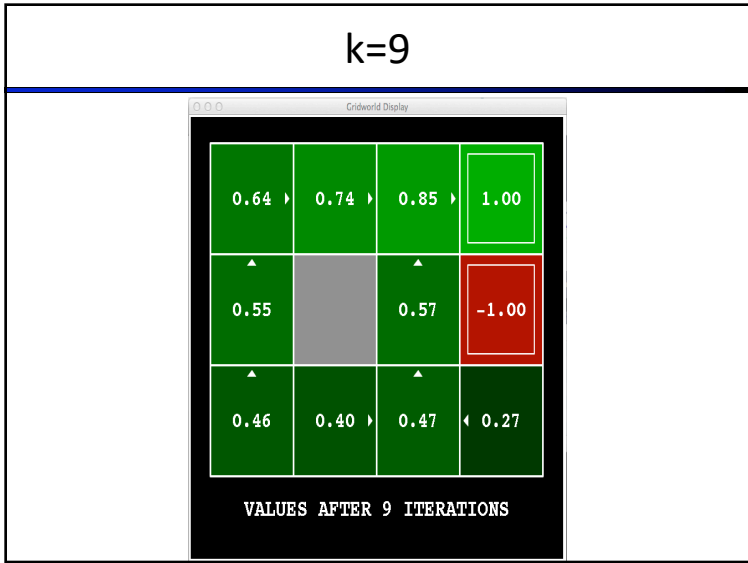 k=9
Gridworld Display
0.64 0.74 0.85 1.00
0.55 0.57 -1.00
0.46 0.40 0.47 0.27
VALUES AFTER 9 ITERATIONS